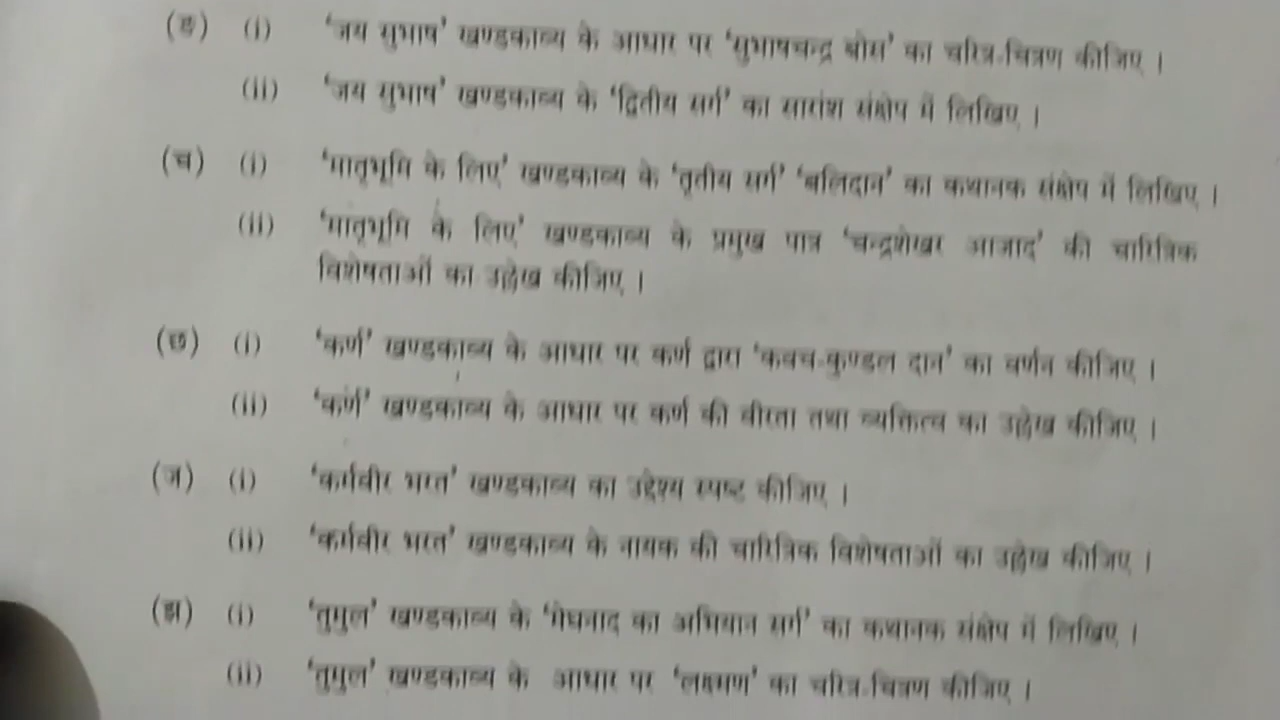 (ङ) (i) 'जय सुभाष' खण्डकाव्य के आधार पर 'सुभाषचन्द्र बोस' का चरित्र-चित्रण कीजिए ।
(ii) 'जय सुभाष' खण्डकाव्य के 'द्वितीय सर्ग' का सारांश संक्षेप में लिखिए ।
(च) (i) 'मातृभूमि के लिए' खण्डकाव्य के 'तृतीय सर्ग' 'बलिदान' का कथानक संक्षेप में लिखिए ।
(ii) 'मातृभूमि के लिए' खण्डकाव्य के प्रमुख पात्र 'चन्द्रशेखर आजाद' की चारित्रिक
विशेषताओं का उल्लेख कीजिए ।
(छ) (i) 'कर्ण' खण्डकाव्य के आधार पर कर्ण द्वारा 'कवच-कुण्डल दान' का वर्णन कीजिए ।
(ii) 'कर्ण' खण्डकाव्य के आधार पर कर्ण की वीरता तथा व्यक्तित्व का उल्लेख कीजिए ।
(ज) (i) 'कर्मवीर भरत' खण्डकाव्य का उद्देश्य स्पष्ट कीजिए ।
(ii) 'कर्मवीर भरत' खण्डकाव्य के नायक की चारित्रिक विशेषताओं का उल्लेख कीजिए ।
(झ) (i) 'तुमुल' खण्डकाव्य के 'मेघनाद का अभियान सर्ग' का कथानक संक्षेप में लिखिए ।
(ii) 'तुमुल' खण्डकाव्य के आधार पर 'लक्ष्मण' का चरित्र-चित्रण कीजिए ।